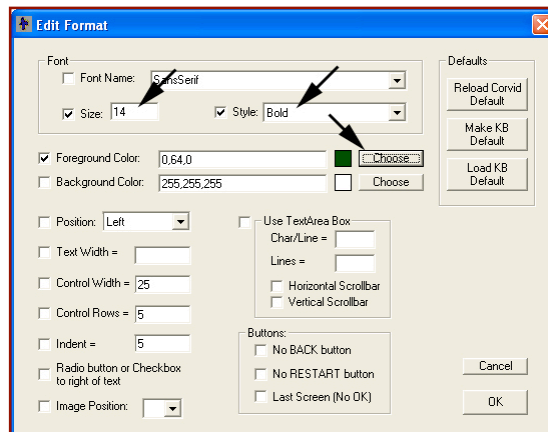 Edit Format
Font
Font Name: SansSerif
Size: 14 Style: Bold
Foreground Color: 0,64,0 Choose
Background Color: 255,255,255 Choose
Position: Left
Text Width =
Control Width = 25
Control Rows = 5
Indent = 5
Radio button or Checkbox
to right of text
Image Position:
Use TextArea Box
Char/Line =
Lines =
Horizontal Scrollbar
Vertical Scrollbar
Buttons:
No BACK button
No RESTART button
Last Screen (No OK)
Defaults
Reload Corvid
Default
Make KB
Default
Load KB
Default
Cancel
OK